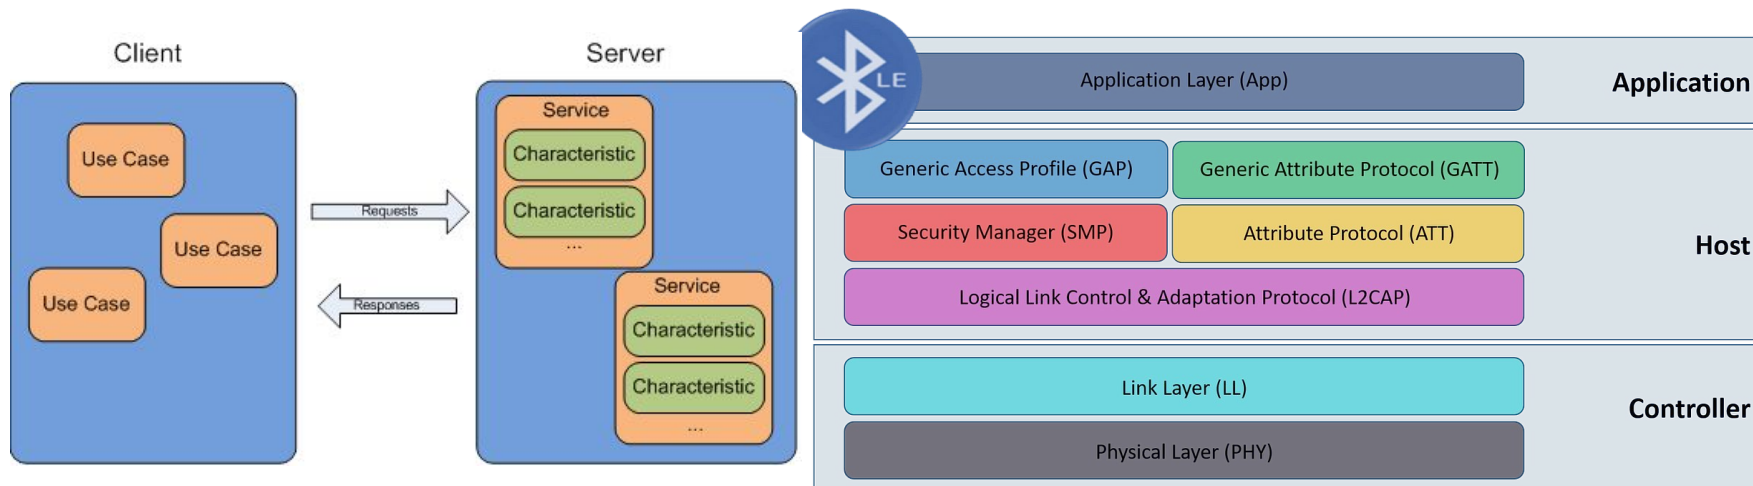 Client
Use Case
Use Case
Use Case
Requests
Responses
Server
Service
Characteristic
Characteristic
...
Service
Characteristic
Characteristic
...
LE
Application Layer (App)
Application
Generic Access Profile (GAP)
Generic Attribute Protocol (GATT)
Security Manager (SMP)
Attribute Protocol (ATT)
Host
Logical Link Control & Adaptation Protocol (L2CAP)
Link Layer (LL)
Controller
Physical Layer (PHY)